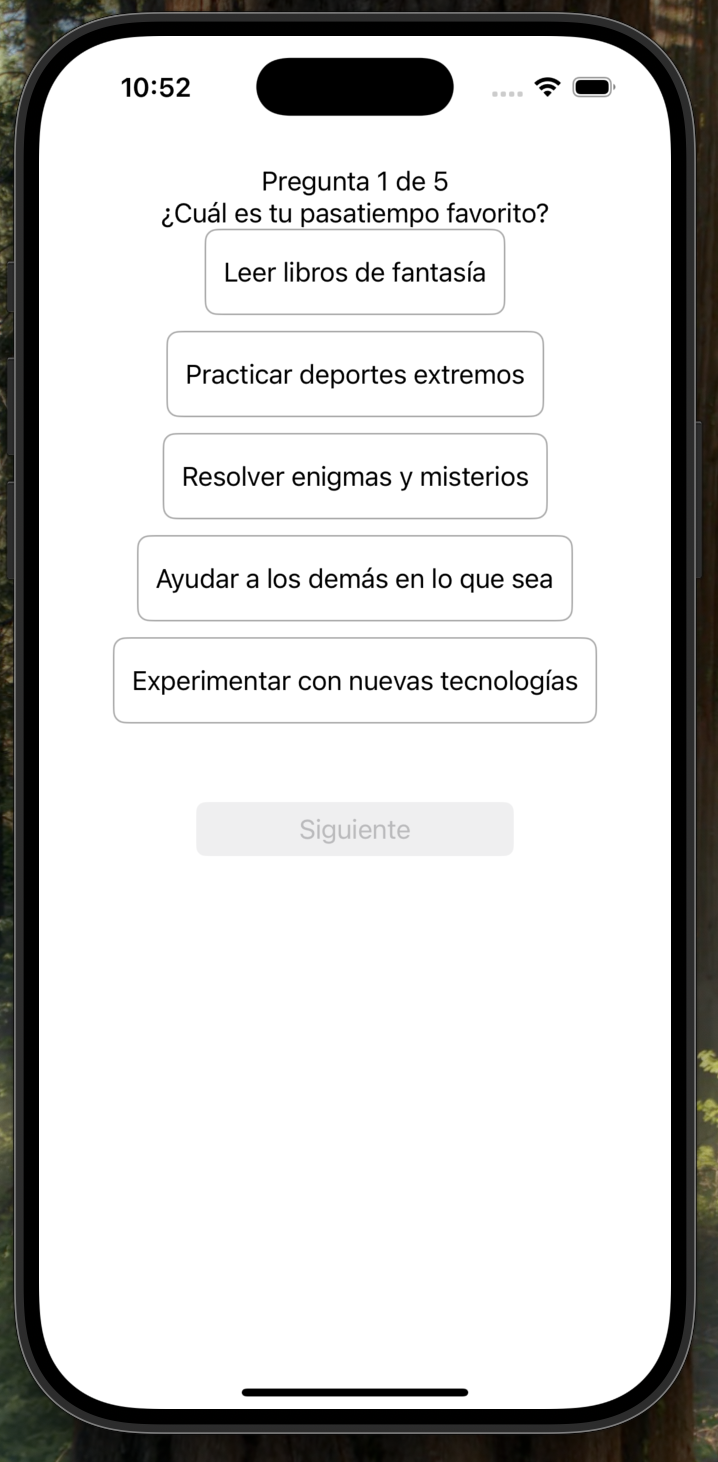 10:52
Pregunta 1 de 5
¿Cuál es tu pasatiempo favorito?
Leer libros de fantasía
Practicar deportes extremos
Resolver enigmas y misterios
Ayudar a los demás en lo que sea
Experimentar con nuevas tecnologías
Siguiente